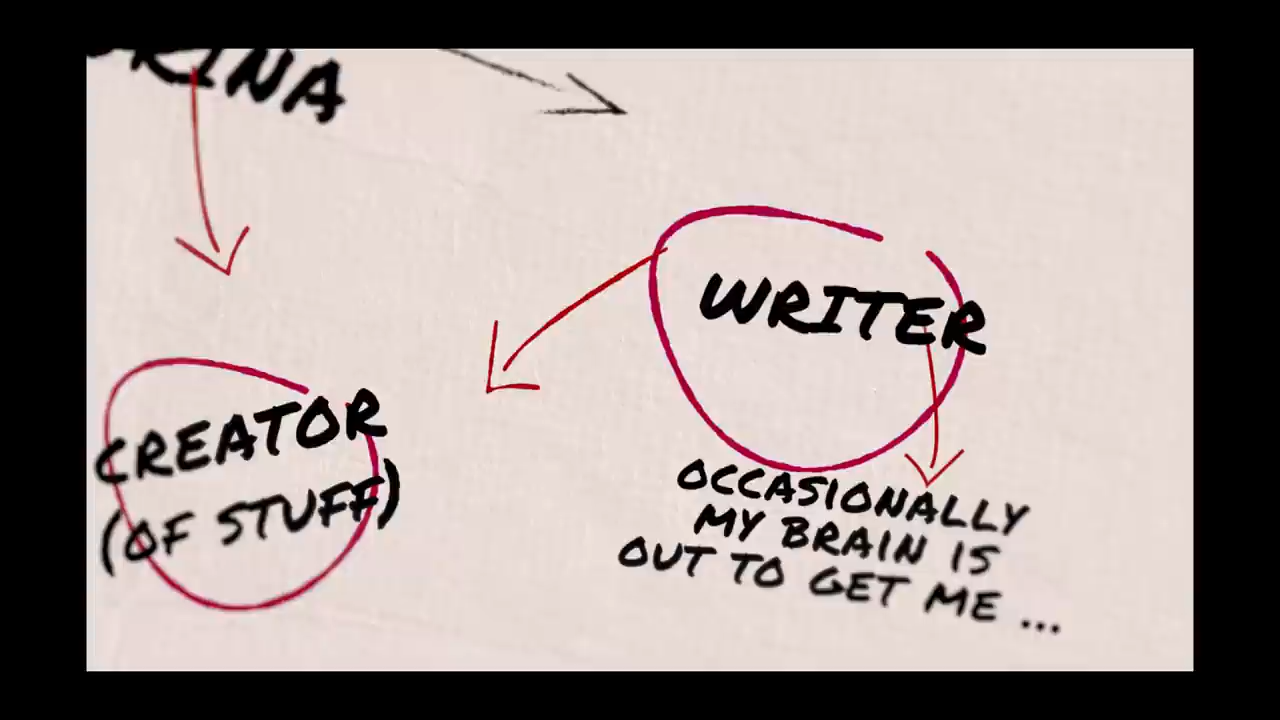 WRITER
CREATOR
(OF STUFF)
OCCASIONALLY
MY BRAIN IS
OUT TO GET ME ...